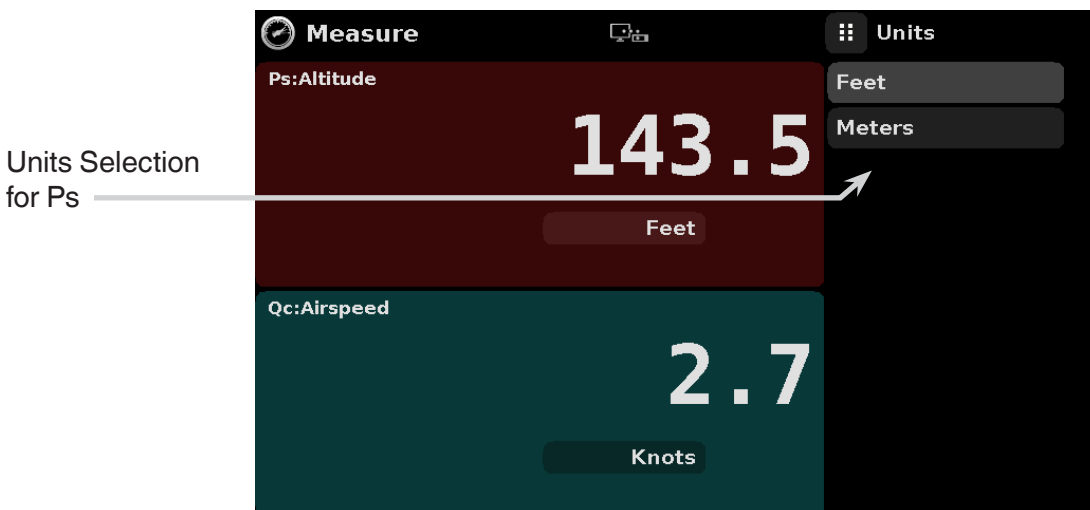 Measure
Units
Ps:Altitude
Feet
143.5
Meters
Units Selection
for Ps
Feet
Qc:Airspeed
2.7
Knots